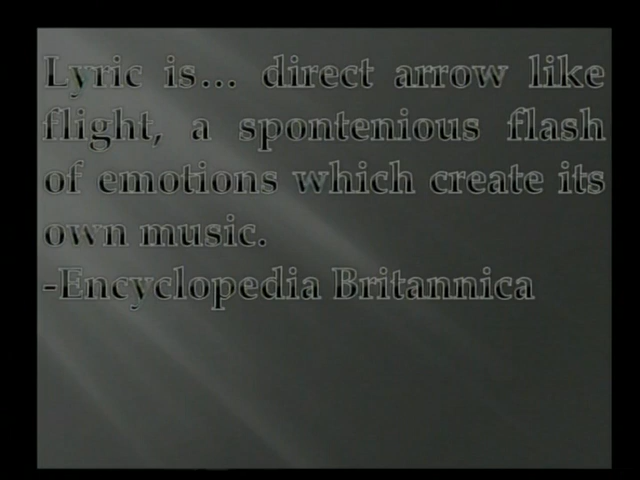 Lyric is... direct arrow like
flight, a spontenious flash
of emotions which create its
own music.
-Encyclopedia Britannica